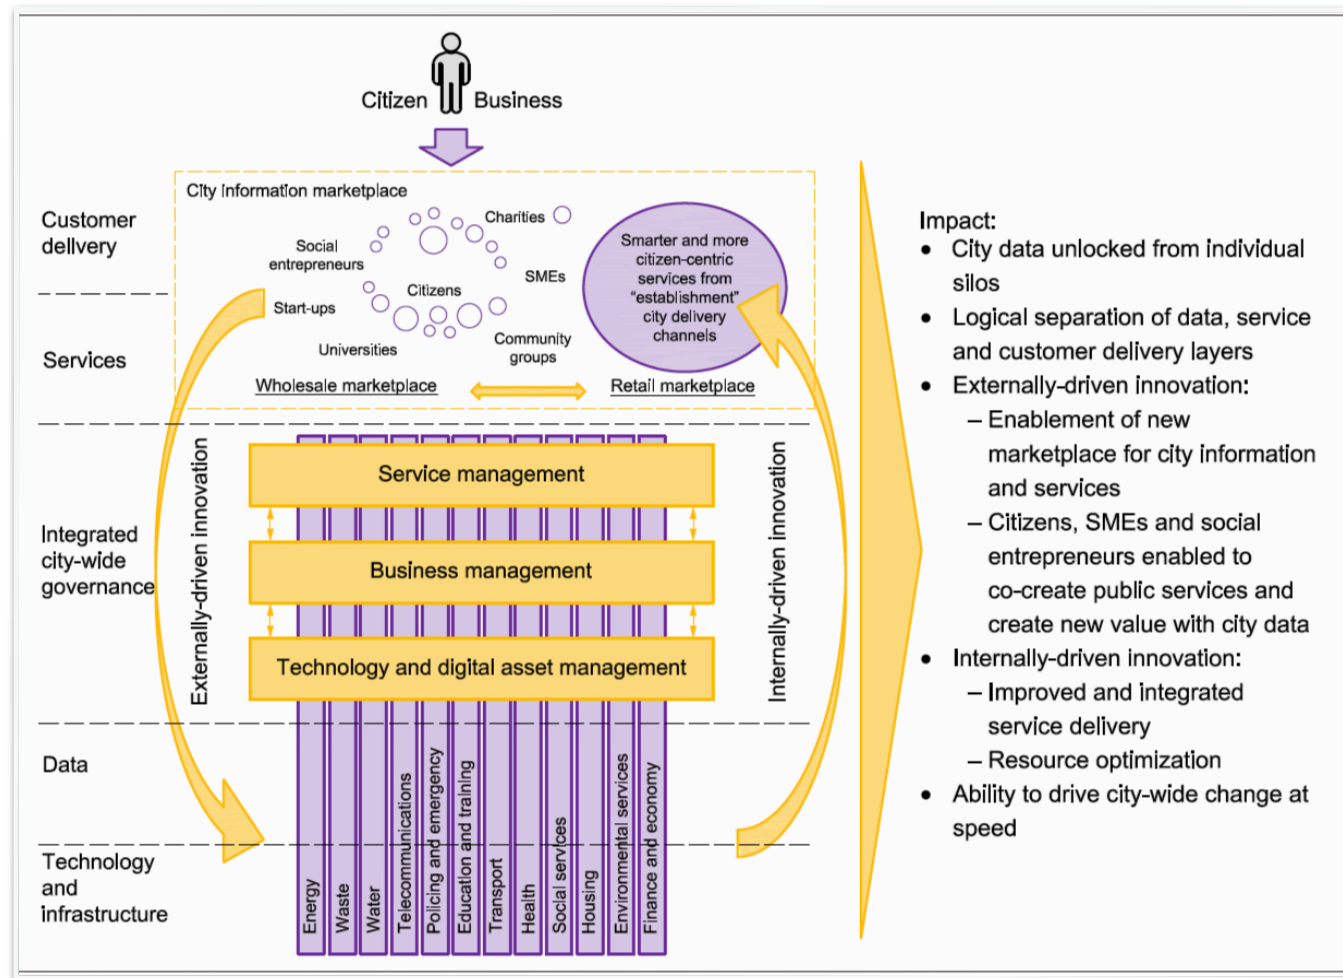 Citizen Business
City information marketplace
Customer
delivery
Services
Integrated
city-wide
governance
Data
Technology
and
infrastructure
Charities
Social
entrepreneurs
SMEs
Citizens
Start-ups
Universities
Community
groups
Smarter and more
citizen-centric
services from
“establishment”
city delivery
channels
Wholesale marketplace
Retail marketplace
Externally-driven innovation
Service management
Business management
Technology and digital asset management
Internally-driven innovation
Energy
Waste
Water
Telecommunications
Policing and emergency
Education and training
Transport
Health
Social services
Housing
Environmental services
Finance and economy
Impact:
• City data unlocked from individual
silos
• Logical separation of data, service
and customer delivery layers
• Externally-driven innovation:
– Enablement of new
marketplace for city information
and services
– Citizens, SMEs and social
entrepreneurs enabled to
co-create public services and
create new value with city data
• Internally-driven innovation:
– Improved and integrated
service delivery
– Resource optimization
• Ability to drive city-wide change at
speed